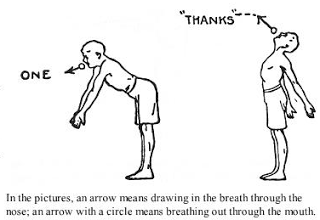 "THANKS"
ONE
In the pictures, an arrow means drawing in the breath through the
nose; an arrow with a circle means breathing out through the mouth.